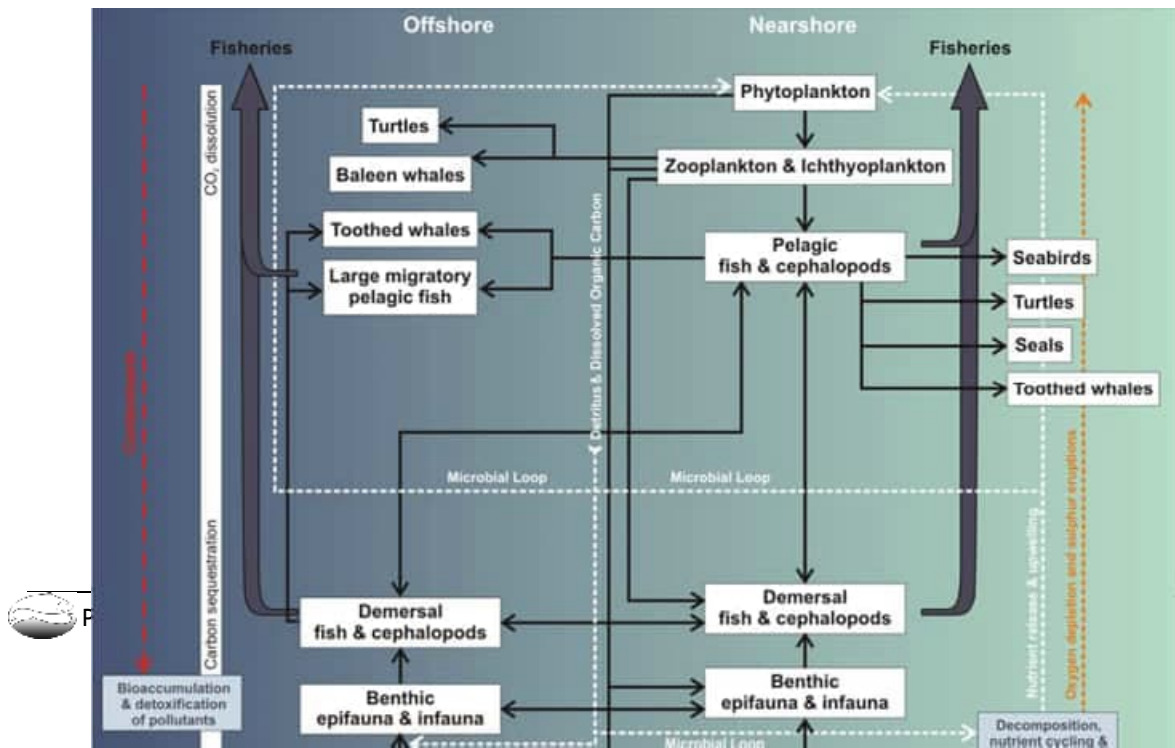 Offshore
Nearshore
Fisheries
Fisheries
Phytoplankton
Turtles
Zooplankton & Ichthyoplankton
Baleen whales
Toothed whales
Pelagic
fish & cephalopods
Seabirds
Large migratory
pelagic fish
Turtles
Seals
Toothed whales
CO, dissolution
Contaminants
Detritus & Dissolved Organic Carbon
Microbial Loop
Microbial Loop
Carbon sequestration
Nutrient release & upwelling
Oxygen depletion and sulphur eruptions
P
Demersal
fish & cephalopods
Demersal
fish & cephalopods
Bioaccumulation
& detoxification
of pollutants
Benthic
epifauna & infauna
Benthic
epifauna & infauna
Microbial Loop
Decomposition,
nutrient cycling &